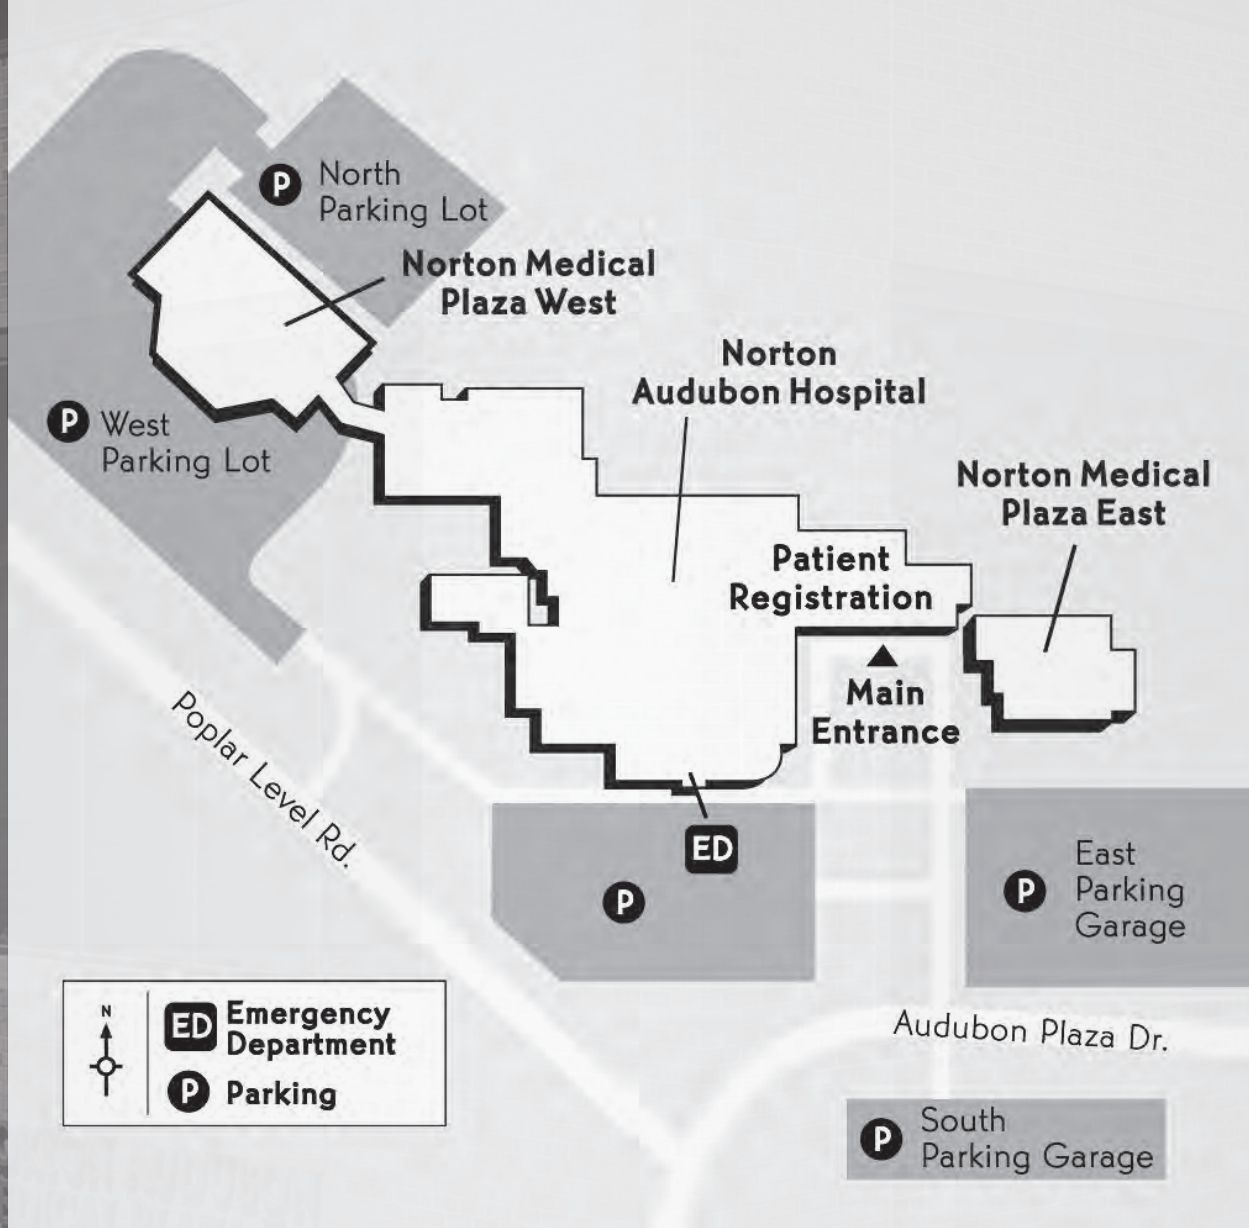 P
North
Parking Lot
Norton Medical
Plaza West
Norton
Audubon Hospital
P
West
Parking Lot
Norton Medical
Plaza East
Patient
Registration
Main
Entrance
Poplar Level Rd.
ED
P
P
East
Parking
Garage
Audubon Plaza Dr.
P
South
Parking Garage
N
ED
Emergency
Department
P
Parking